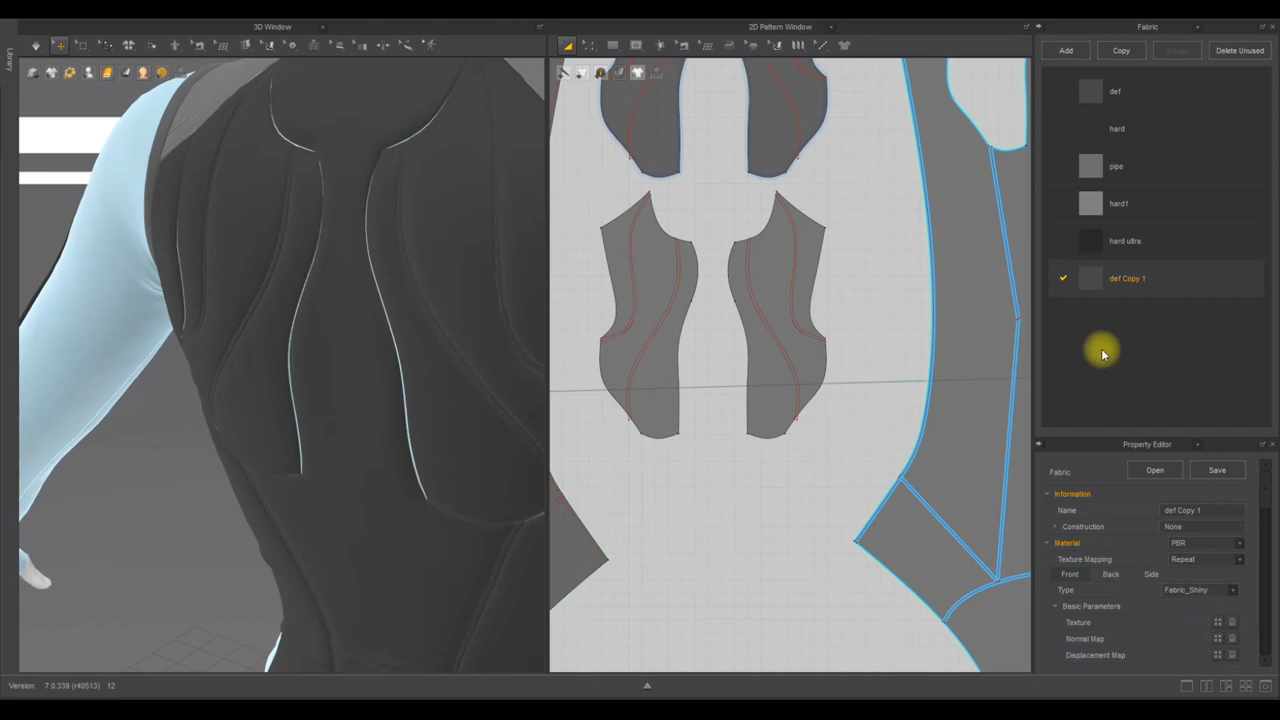 3D Window
2D Pattern Window
Fabric
Library
Add
Copy
Assign
Delete Unused
def
hard
pipe
hard1
hard ultra
def Copy 1
Property Editor
Fabric
Open
Save
Information
Name
def Copy 1
Construction
None
Material
PBR
Texture Mapping
Repeat
Front
Back
Side
Type
Fabric_Shiny
Basic Parameters
Texture
Normal Map
Displacement Map
Version: 7.0.339 (r40513) 12